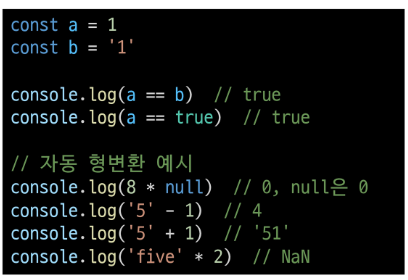 const a = 1
const b = '1'
console.log(a == b) // true
console.log(a == true) // true
// 자동 형변환 예시
console.log(8 * null) // 0, null은 0
console.log('5' - 1) // 4
console.log('5' + 1) // '51'
console.log('five' * 2) // NaN